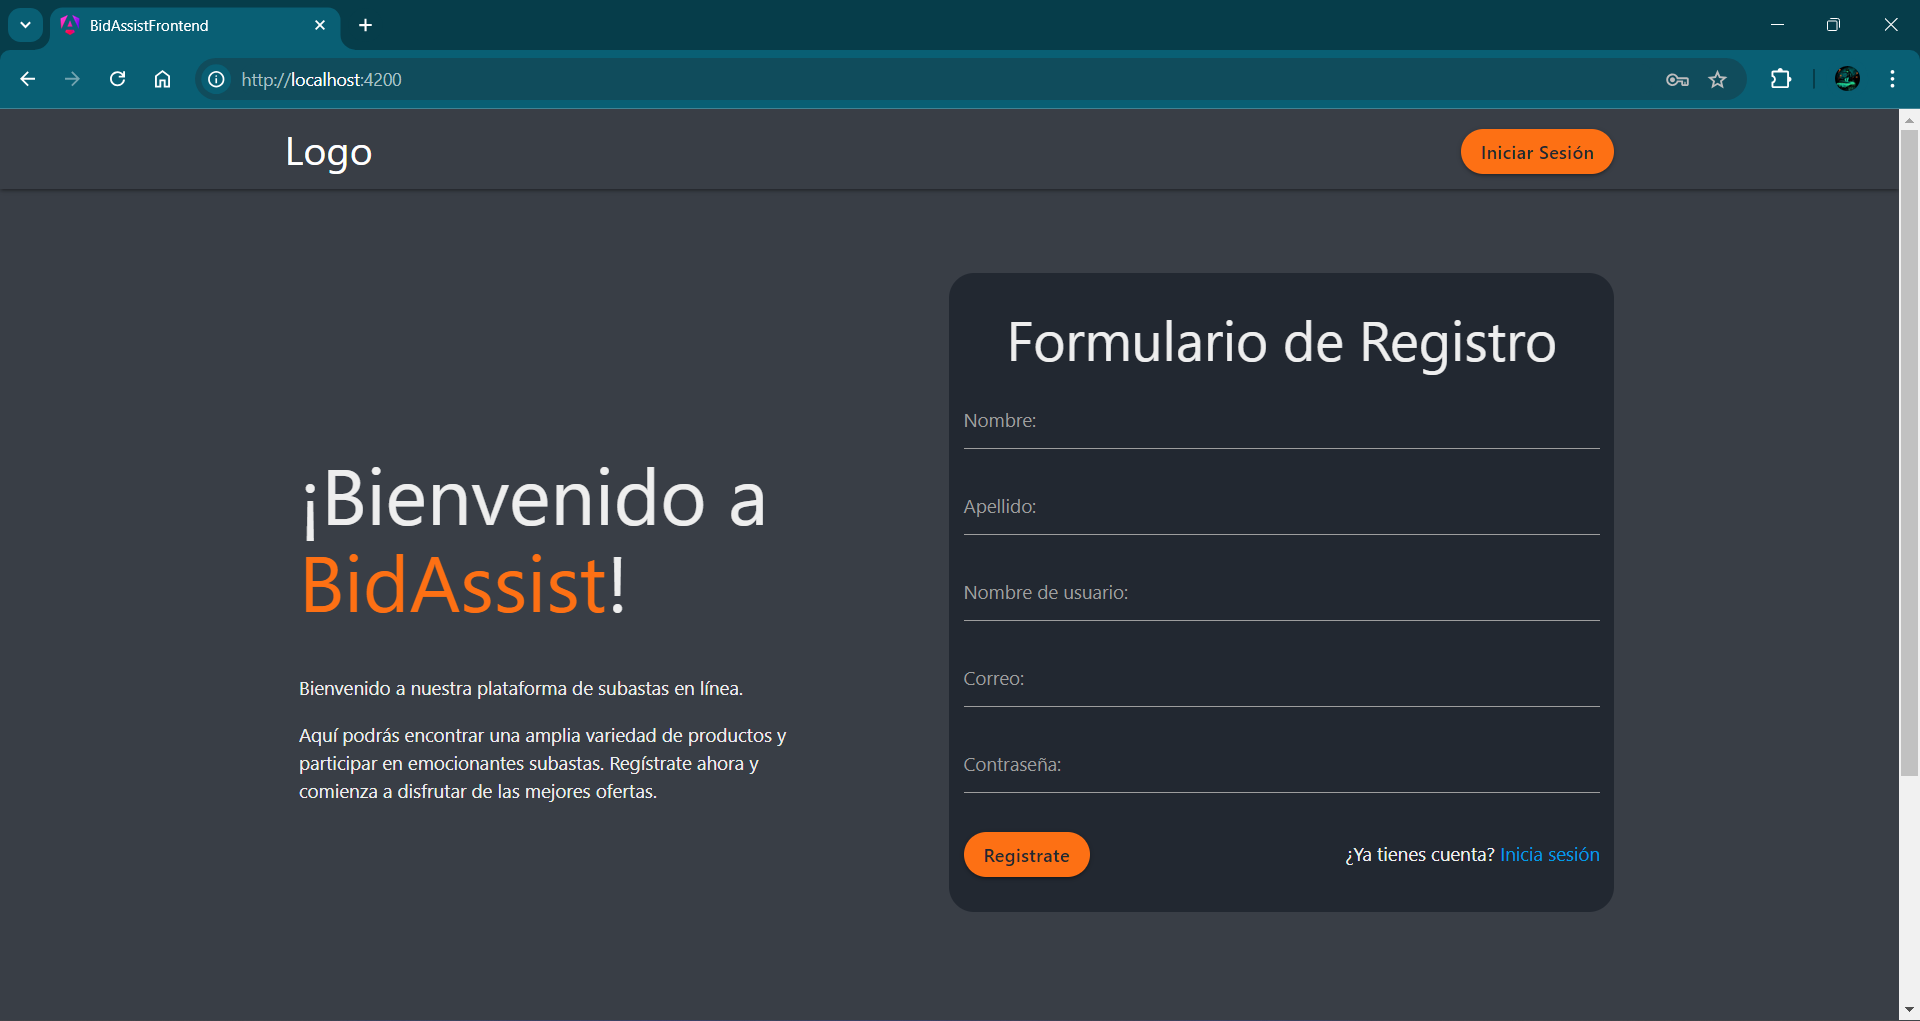 BidAssistFrontend
http://localhost:4200
Logo
Iniciar Sesión
¡Bienvenido a
BidAssist!
Bienvenido a nuestra plataforma de subastas en línea.
Aquí podrás encontrar una amplia variedad de productos y
participar en emocionantes subastas. Regístrate ahora y
comienza a disfrutar de las mejores ofertas.
Formulario de Registro
Nombre:
Apellido:
Nombre de usuario:
Correo:
Contraseña:
Registrate
¿Ya tienes cuenta? Inicia sesión